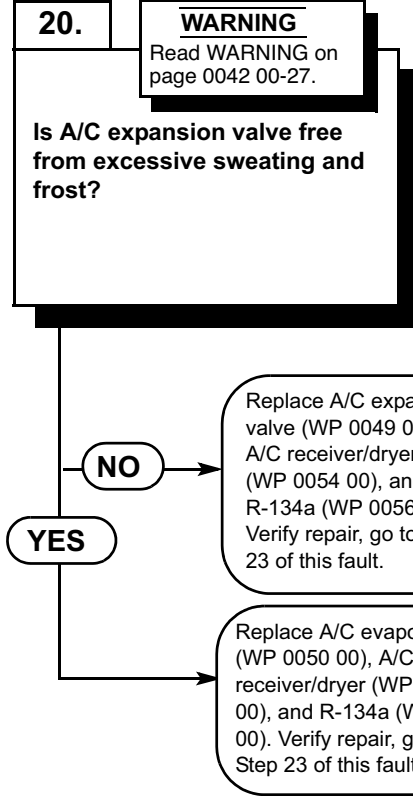 20.
WARNING
Read WARNING on
page 0042 00-27.
Is A/C expansion valve free
from excessive sweating and
frost?
NO
Replace A/C expa
valve (WP 0049 0
A/C receiver/dryer
(WP 0054 00), an
R-134a (WP 0056
Verify repair, go to
23 of this fault.
YES
Replace A/C evapo
(WP 0050 00), A/C
receiver/dryer (WP
00), and R-134a (W
00). Verify repair, g
Step 23 of this fault